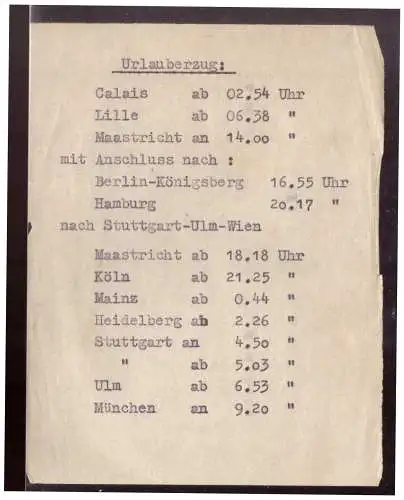 Urlauberzug:
Calais ab 02.54 Uhr
Lille ab 06.38 "
Maastricht an 14.oo "
mit Anschluss nach :
Berlin-Königsberg 16.55 Uhr
Hamburg 2o.17 "
nach Stuttgart-Ulm-Wien
Maastricht ab 18.18 Uhr
Köln ab 21.25 "
Mainz ab 0.44 "
Heidelberg ab 2.26 "
Stuttgart an 4.5o "
" ab 5.o3 "
Ulm ab 6.53 "
München an 9.2o "